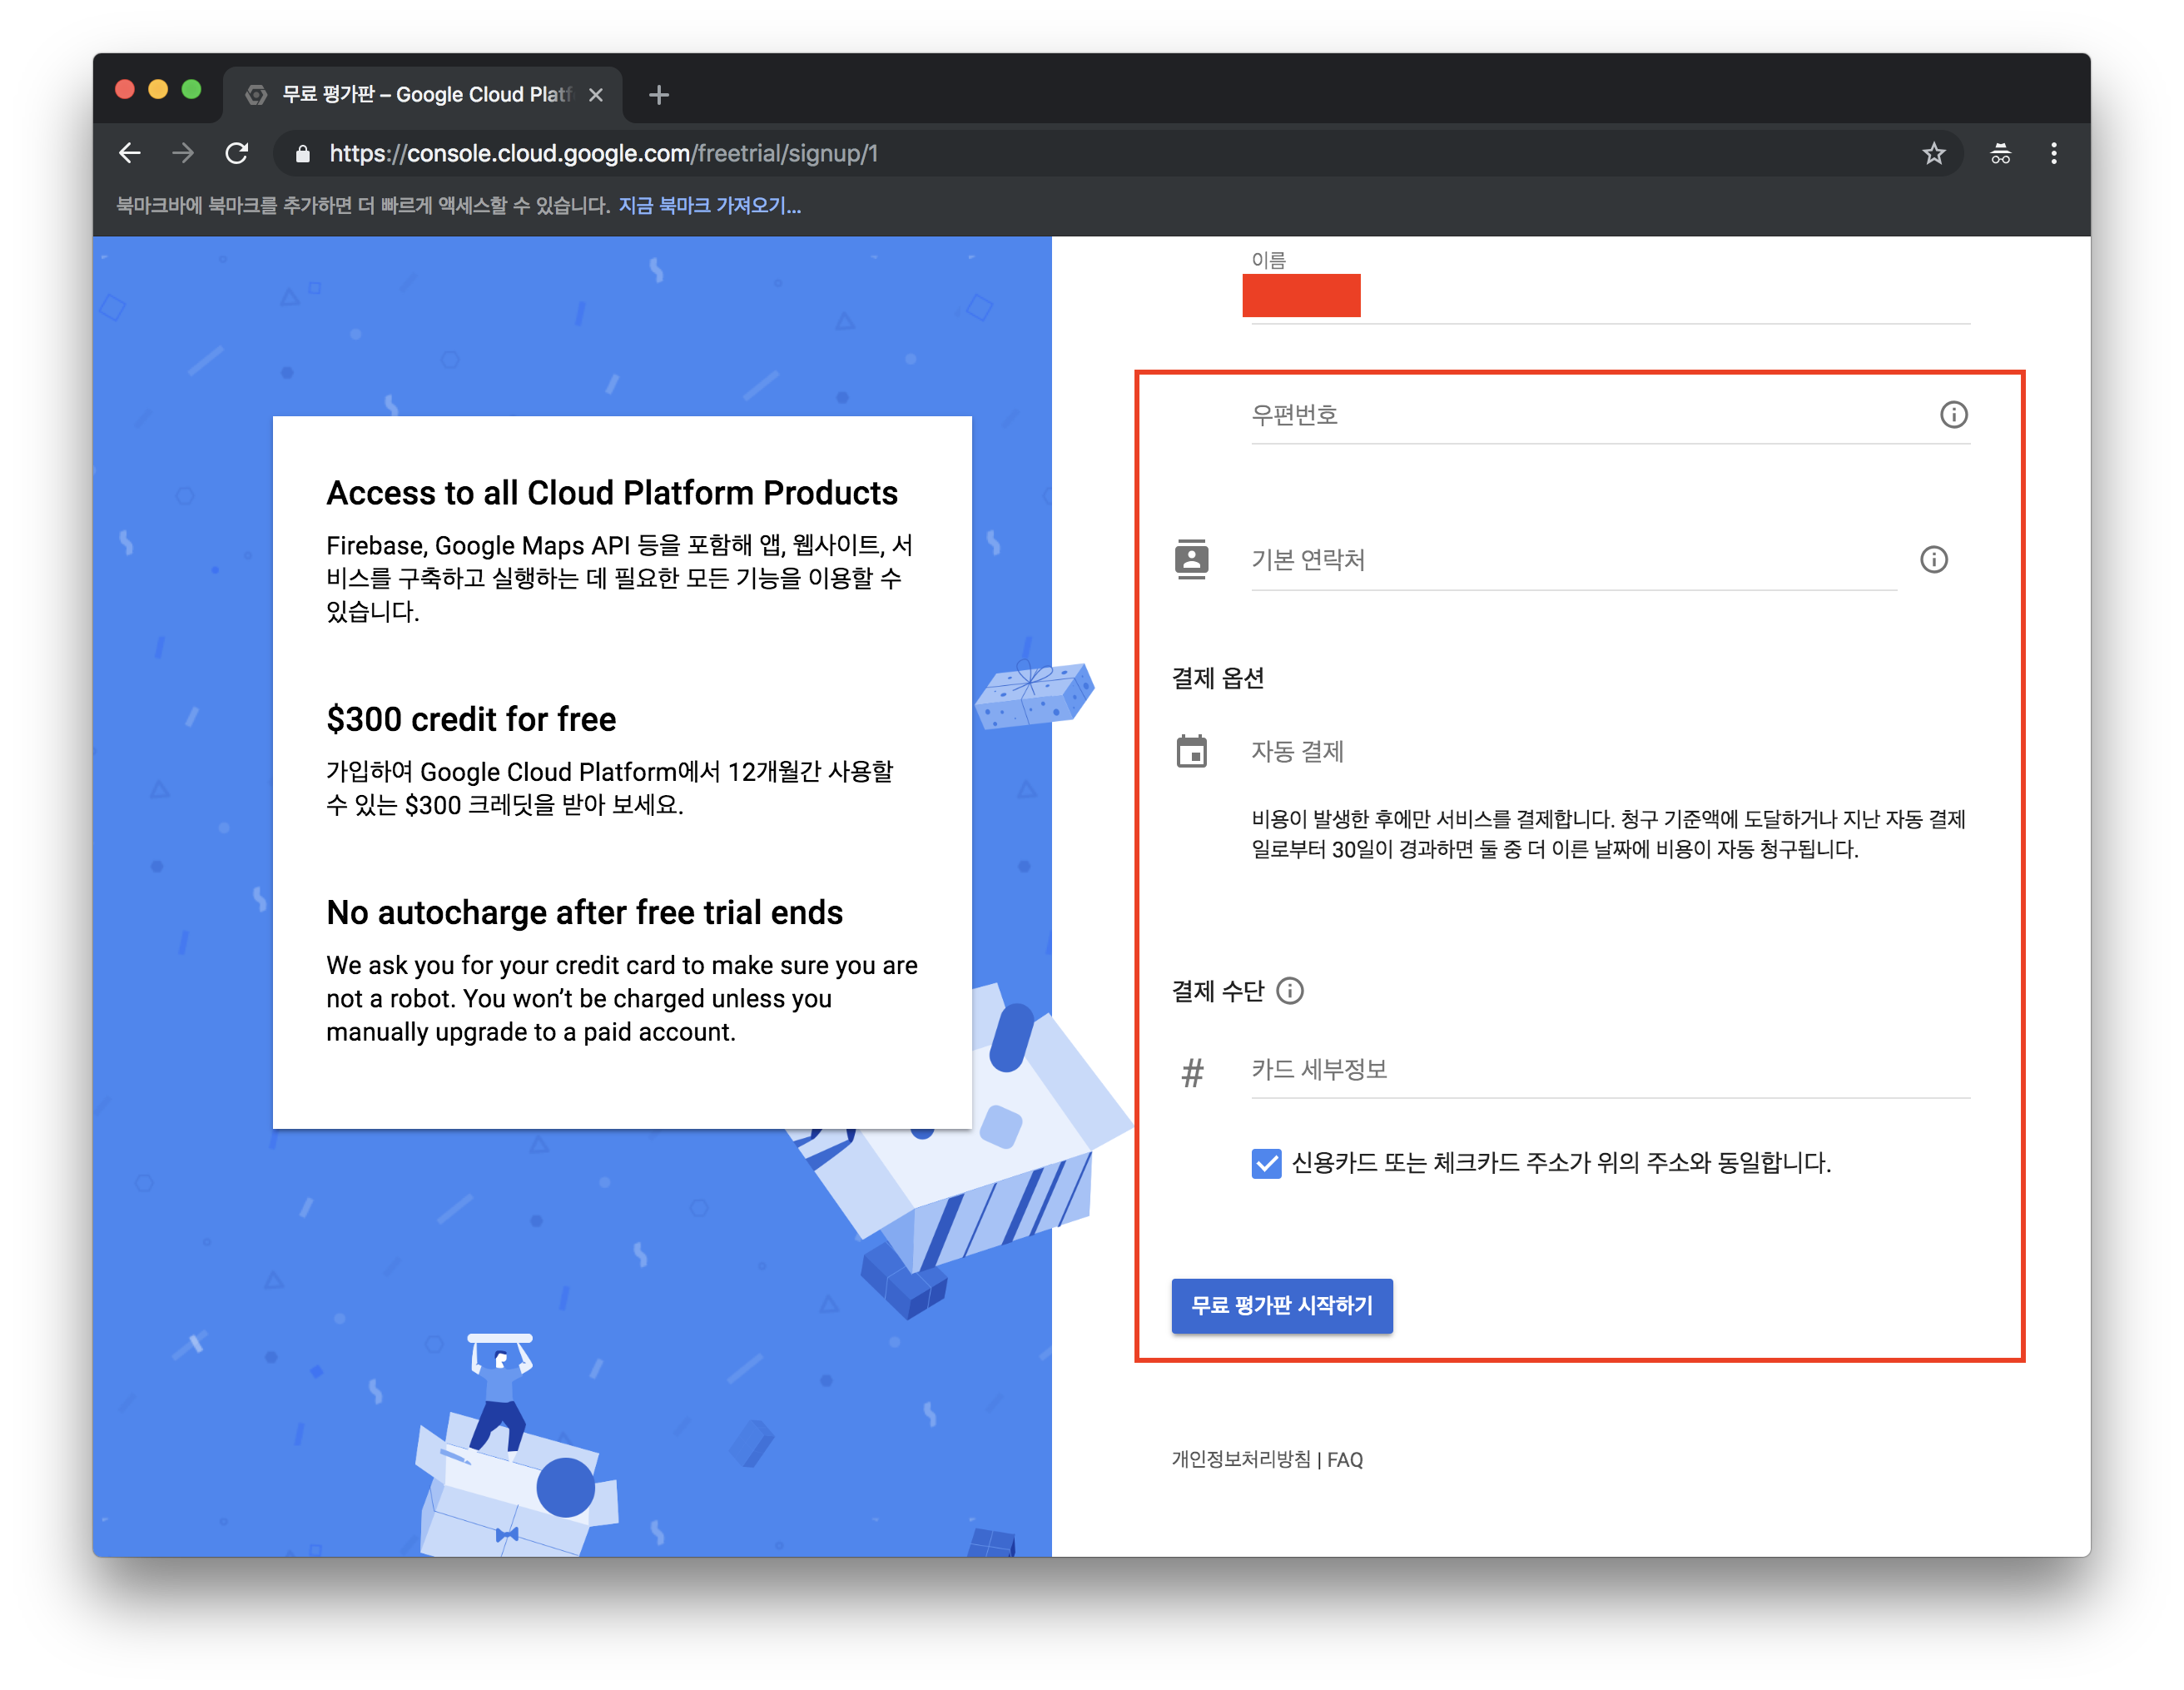 무료 평가판 – Google Cloud Platf
https://console.cloud.google.com/freetrial/signup/1
북마크바에 북마크를 추가하면 더 빠르게 액세스할 수 있습니다. 지금 북마크 가져오기...
Access to all Cloud Platform Products
Firebase, Google Maps API 등을 포함해 앱, 웹사이트, 서
비스를 구축하고 실행하는 데 필요한 모든 기능을 이용할 수
있습니다.
$300 credit for free
가입하여 Google Cloud Platform에서 12개월간 사용할
수 있는 $300 크레딧을 받아 보세요.
No autocharge after free trial ends
We ask you for your credit card to make sure you are
not a robot. You won’t be charged unless you
manually upgrade to a paid account.
이름
우편번호
기본 연락처
결제 옵션
자동 결제
비용이 발생한 후에만 서비스를 결제합니다. 청구 기준액에 도달하거나 지난 자동 결제
일로부터 30일이 경과하면 둘 중 더 이른 날짜에 비용이 자동 청구됩니다.
결제 수단
# 카드 세부정보
신용카드 또는 체크카드 주소가 위의 주소와 동일합니다.
무료 평가판 시작하기
개인정보처리방침 | FAQ